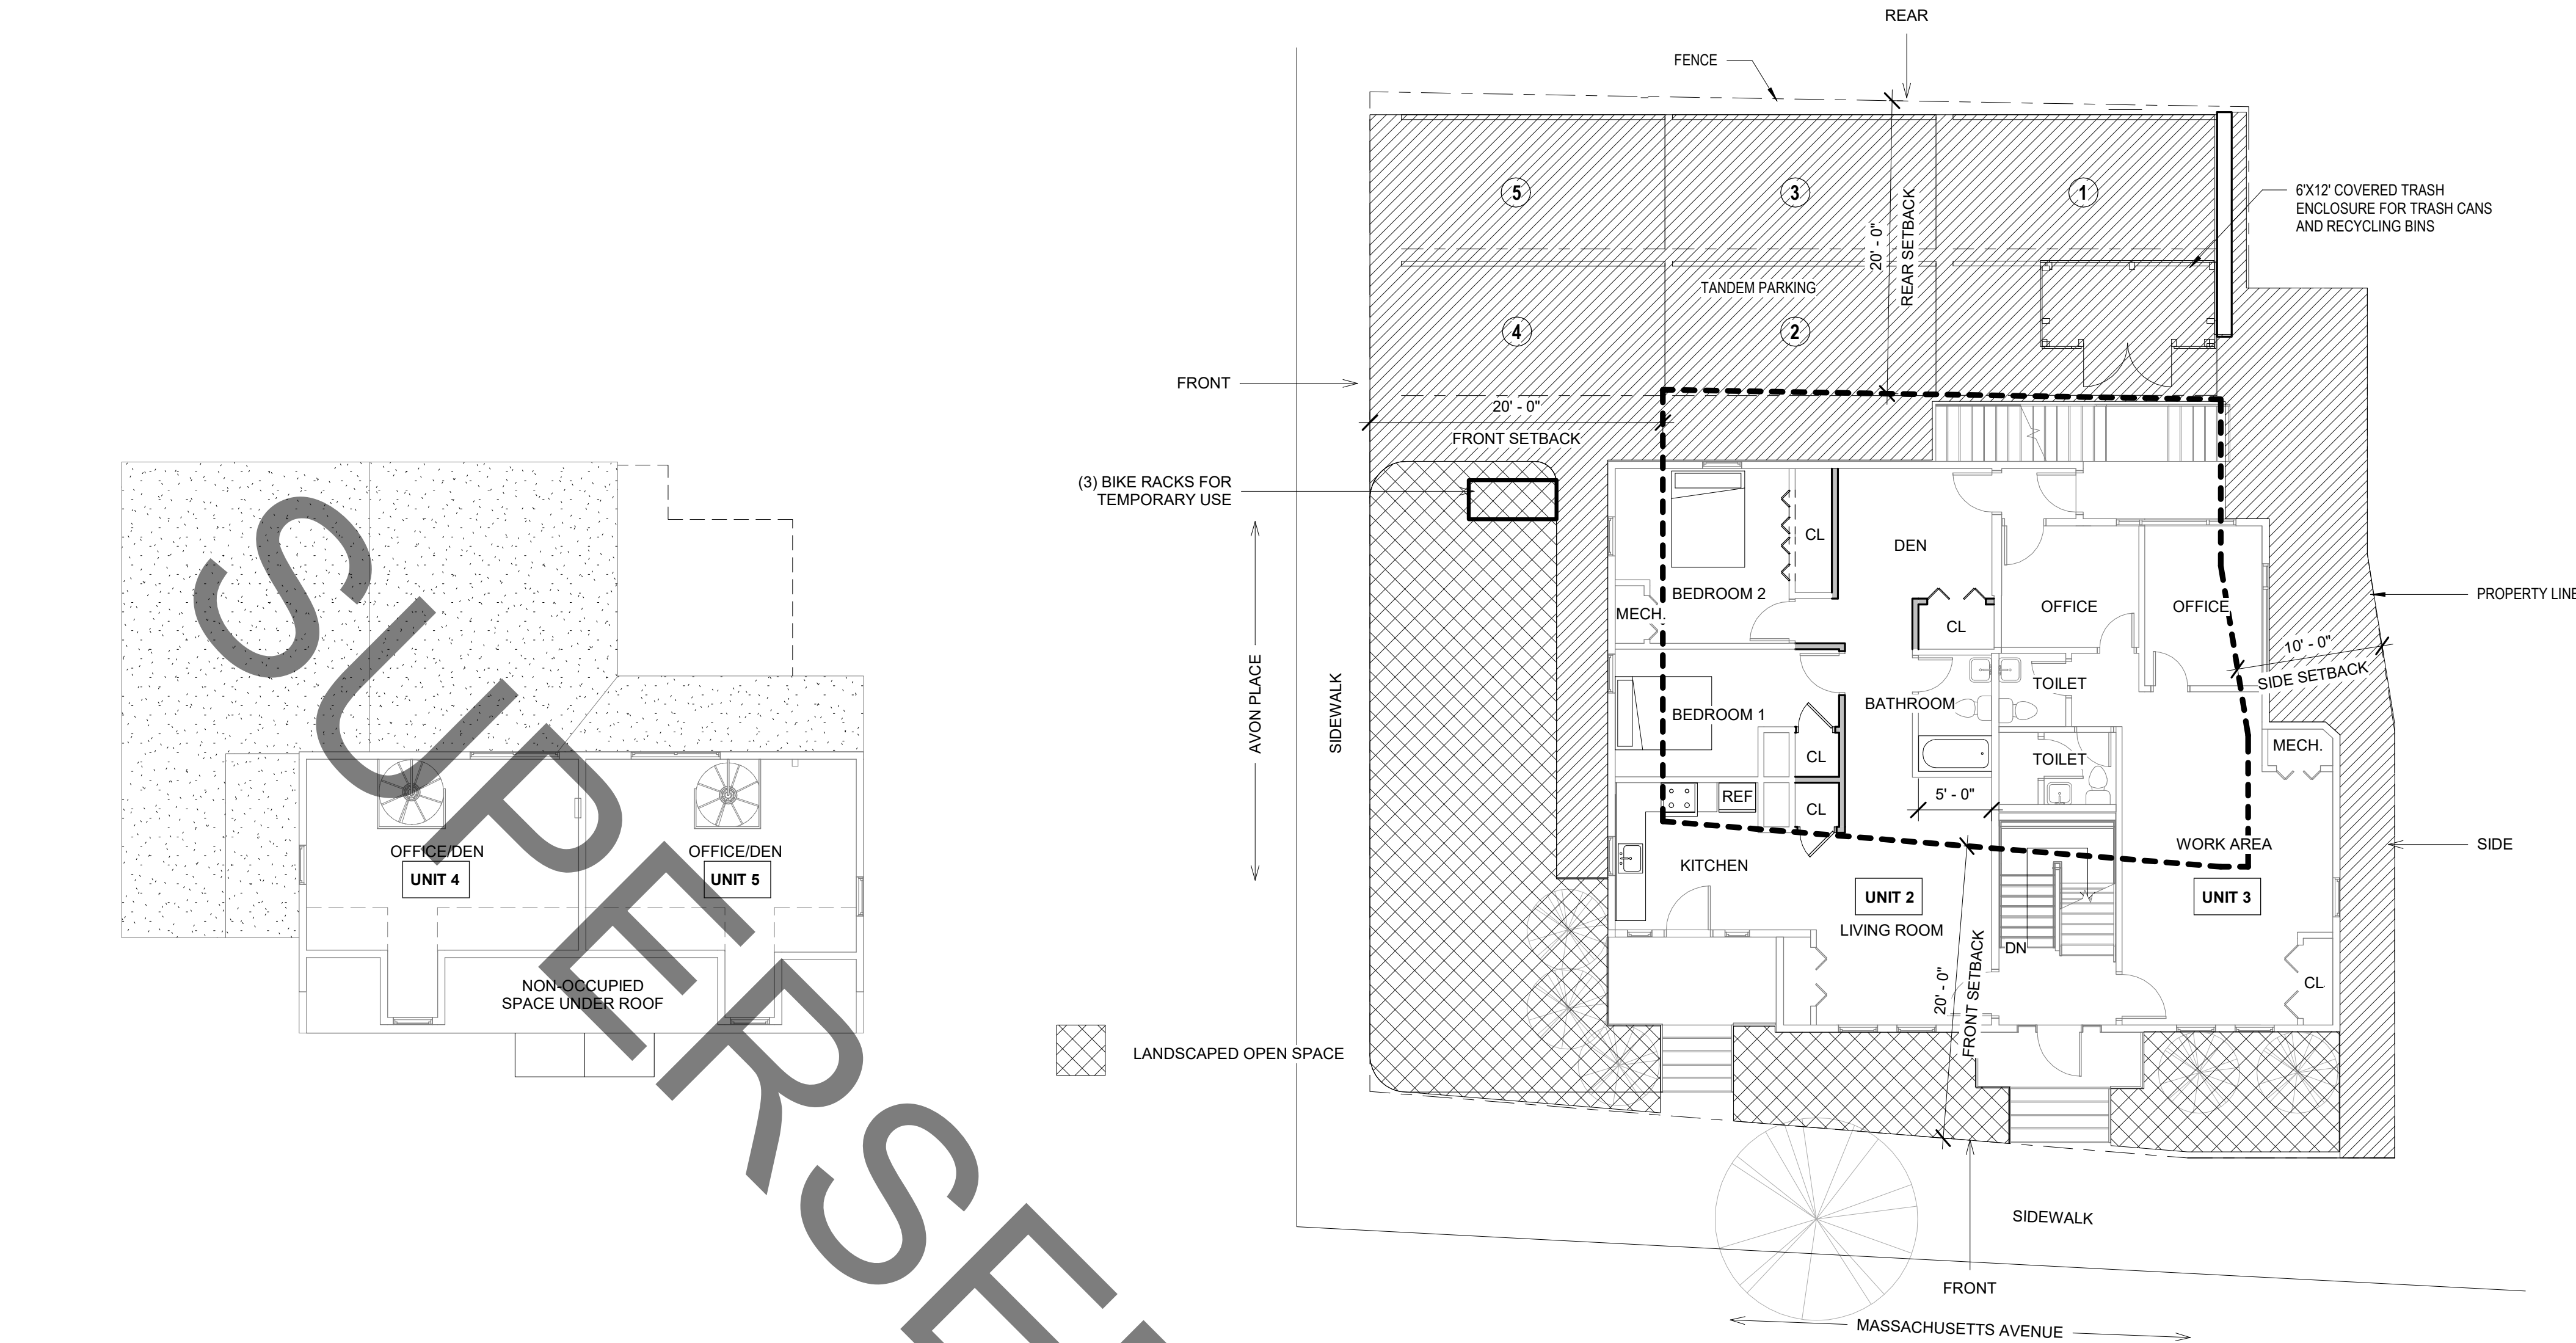 REAR
FENCE
5
3
1
6'X12' COVERED TRASH
ENCLOSURE FOR TRASH CANS
AND RECYCLING BINS
20' - 0"
REAR SETBACK
TANDEM PARKING
4
2
FRONT
20' - 0"
FRONT SETBACK
(3) BIKE RACKS FOR
TEMPORARY USE
CL
DEN
BEDROOM 2
MECH.
OFFICE
OFFICE
PROPERTY LINE
CL
10' - 0"
SIDE SETBACK
AVON PLACE
SIDEWALK
TOILET
BATHROOM
BEDROOM 1
CL
TOILET
MECH.
REF
CL
5' - 0"
WORK AREA
SIDE
KITCHEN
UNIT 2
UNIT 3
LIVING ROOM
DN
20' - 0"
FRONT SETBACK
CL
OFFICE/DEN
UNIT 4
OFFICE/DEN
UNIT 5
NON-OCCUPIED
SPACE UNDER ROOF
LANDSCAPED OPEN SPACE
SIDEWALK
FRONT
MASSACHUSETTS AVENUE
SUPERSE